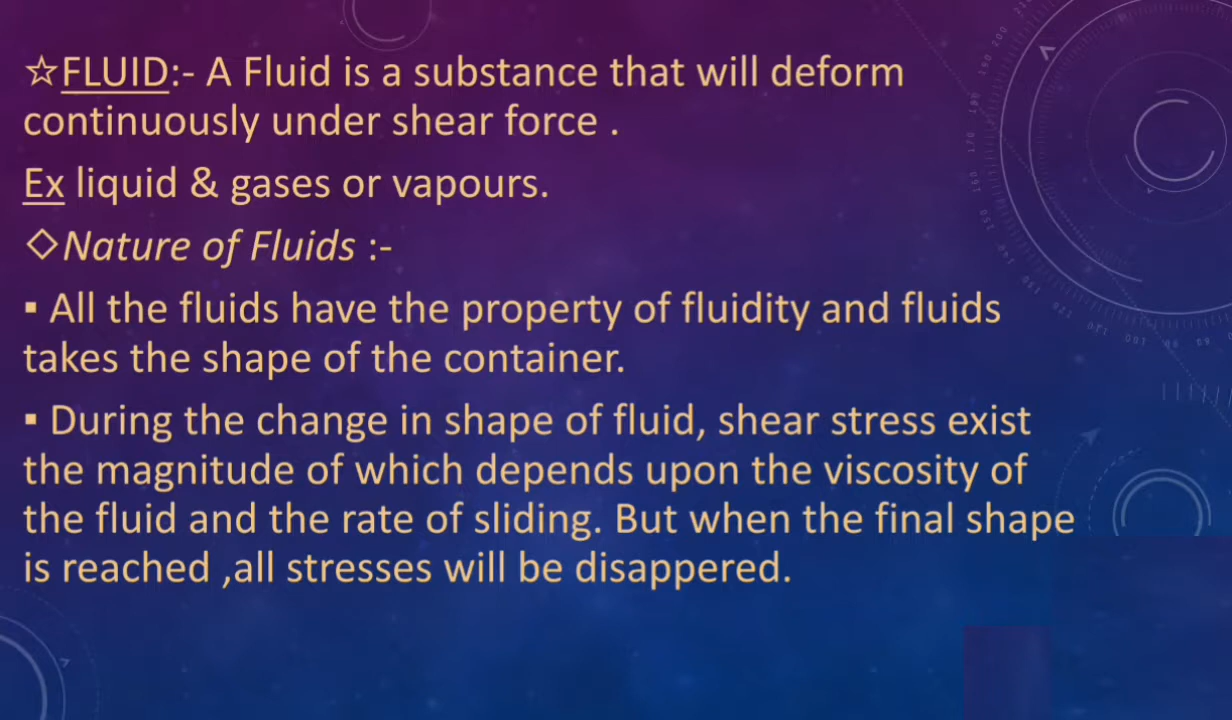 ☆FLUID:- A Fluid is a substance that will deform
continuously under shear force .
Ex liquid & gases or vapours.
◇Nature of Fluids :-
▪ All the fluids have the property of fluidity and fluids
takes the shape of the container.
▪ During the change in shape of fluid, shear stress exist
the magnitude of which depends upon the viscosity of
the fluid and the rate of sliding. But when the final shape
is reached ,all stresses will be disappered.